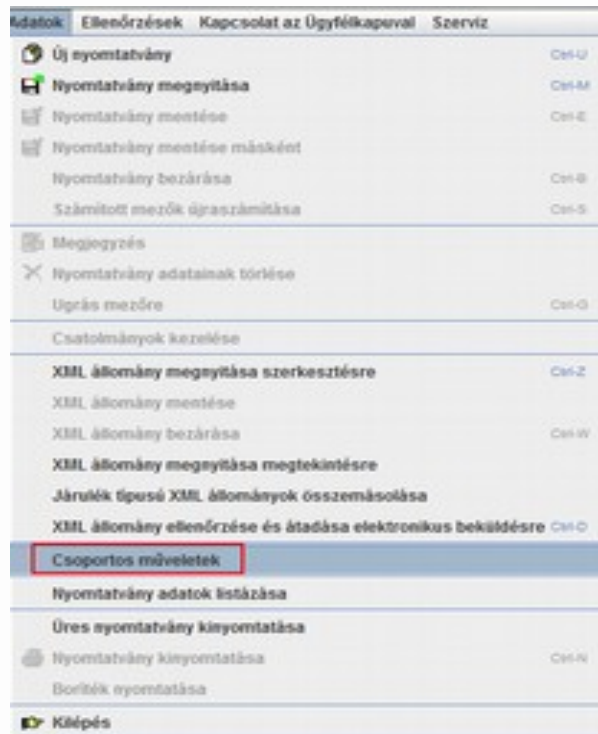 Adatok Ellenőrzések Kapcsolat az Ügyfélkapuval Szerviz
Új nyomtatvány Ctrl-U
Nyomtatvány megnyitása Ctrl-M
Nyomtatvány mentése Ctrl-E
Nyomtatvány mentése másként
Nyomtatvány bezárása Ctrl-B
Számított mezők újraszámítása Ctrl-S
Megjegyzés
Nyomtatvány adatainak törlése
Ugrás mezőre Ctrl-G
Csatolmányok kezelése
XML állomány megnyitása szerkesztésre Ctrl-Z
XML állomány mentése
XML állomány bezárása Ctrl-W
XML állomány megnyitása megtekintésre
Járulék típusú XML állományok összemásolása
XML állomány ellenőrzése és átadása elektronikus beküldésre Ctrl-D
Csoportos műveletek
Nyomtatvány adatok listázása
Üres nyomtatvány kinyomtatása
Nyomtatvány kinyomtatása Ctrl-N
Boríték nyomtatása
Kilépés